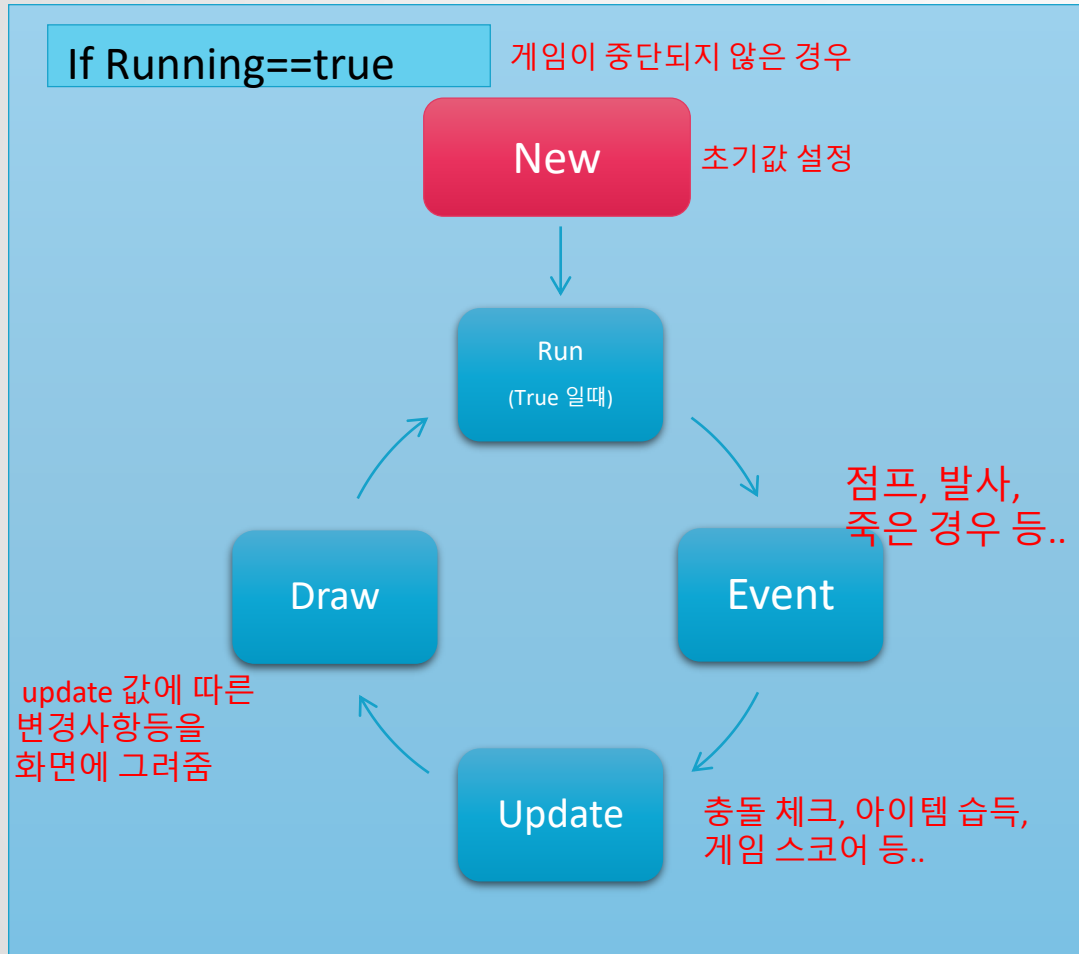 If Running==true
게임이 중단되지 않은 경우
New
초기값 설정
Run
(True 일떄)
점프, 발사,
죽은 경우 등..
Event
Draw
update 값에 따른
변경사항등을
화면에 그려줌
Update
충돌 체크, 아이템 습득,
게임 스코어 등..